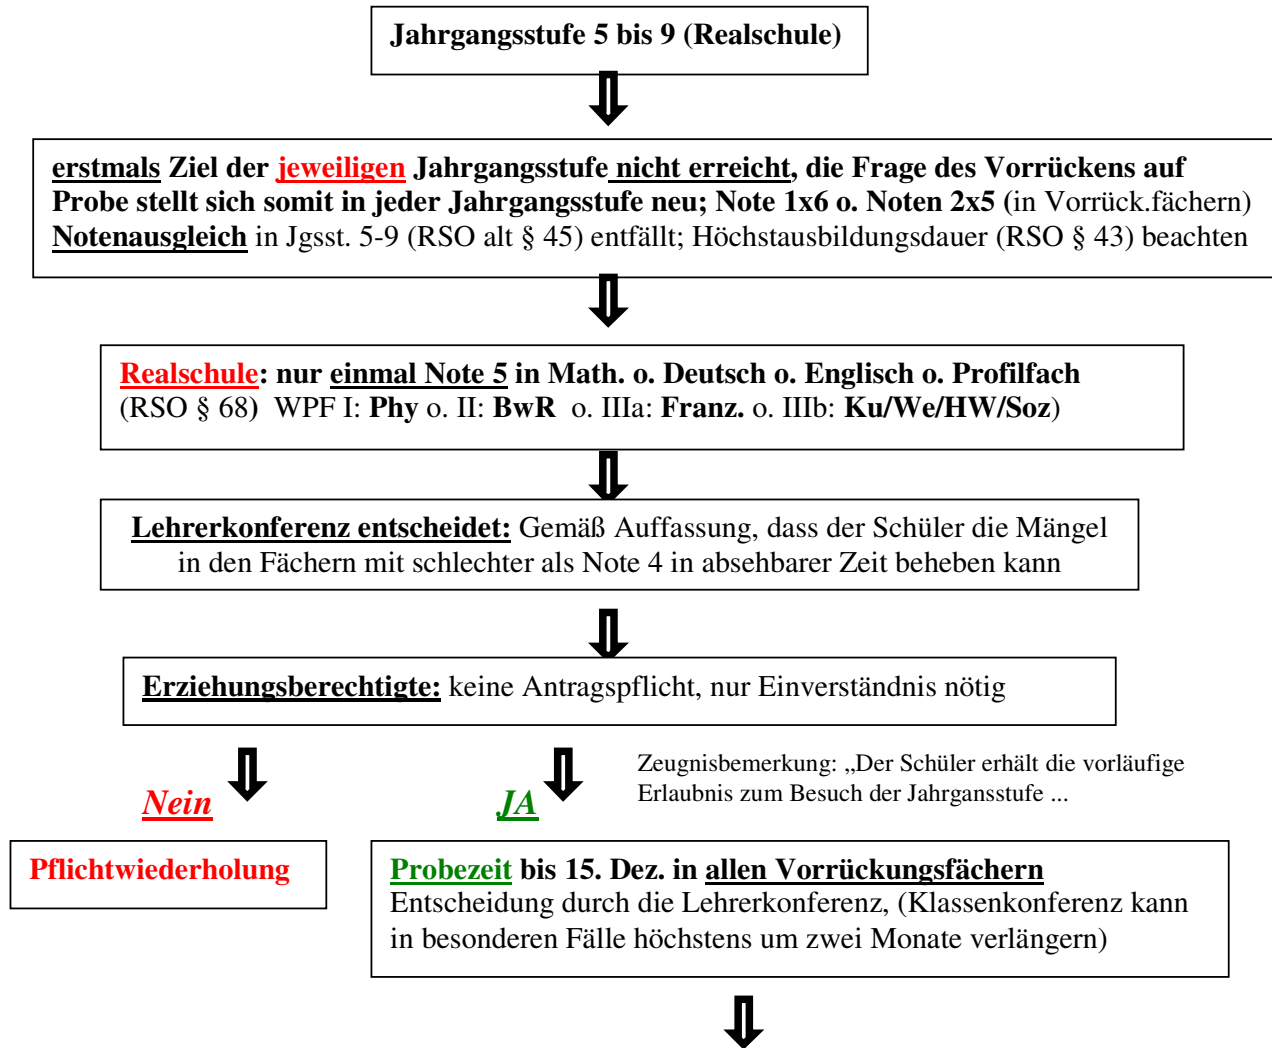 Jahrgangsstufe 5 bis 9 (Realschule)
erstmals Ziel der jeweiligen Jahrgangsstufe nicht erreicht, die Frage des Vorrückens auf
Probe stellt sich somit in jeder Jahrgangsstufe neu; Note 1x6 o. Noten 2x5 (in Vorrück.fächern)
Notenausgleich in Jgsst. 5-9 (RSO alt § 45) entfällt; Höchstausbildungsdauer (RSO § 43) beachten
Realschule: nur einmal Note 5 in Math. o. Deutsch o. Englisch o. Profilfach
(RSO § 68) WPF I: Phy o. II: BwR o. IIIa: Franz. o. IIIb: Ku/We/HW/Soz)
Lehrerkonferenz entscheidet: Gemäß Auffassung, dass der Schüler die Mängel
in den Fächern mit schlechter als Note 4 in absehbarer Zeit beheben kann
Erziehungsberechtigte: keine Antragspflicht, nur Einverständnis nötig
Zeugnisbemerkung: „Der Schüler erhält die vorläufige
Erlaubnis zum Besuch der Jahrgansstufe ...
Nein
JA
Pflichtwiederholung
Probezeit bis 15. Dez. in allen Vorrückungsfächern
Entscheidung durch die Lehrerkonferenz, (Klassenkonferenz kann
in besonderen Fälle höchstens um zwei Monate verlängern)